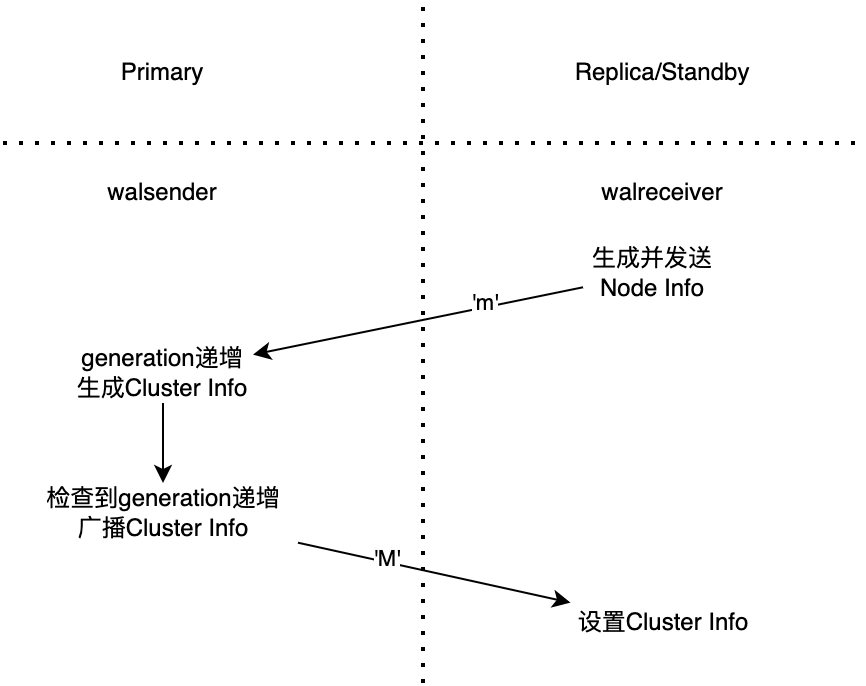 Primary
Replica/Standby
walsender
walreceiver
生成并发送
Node Info
'm'
generation递增
生成Cluster Info
检查到generation递增
广播Cluster Info
'M'
设置Cluster Info